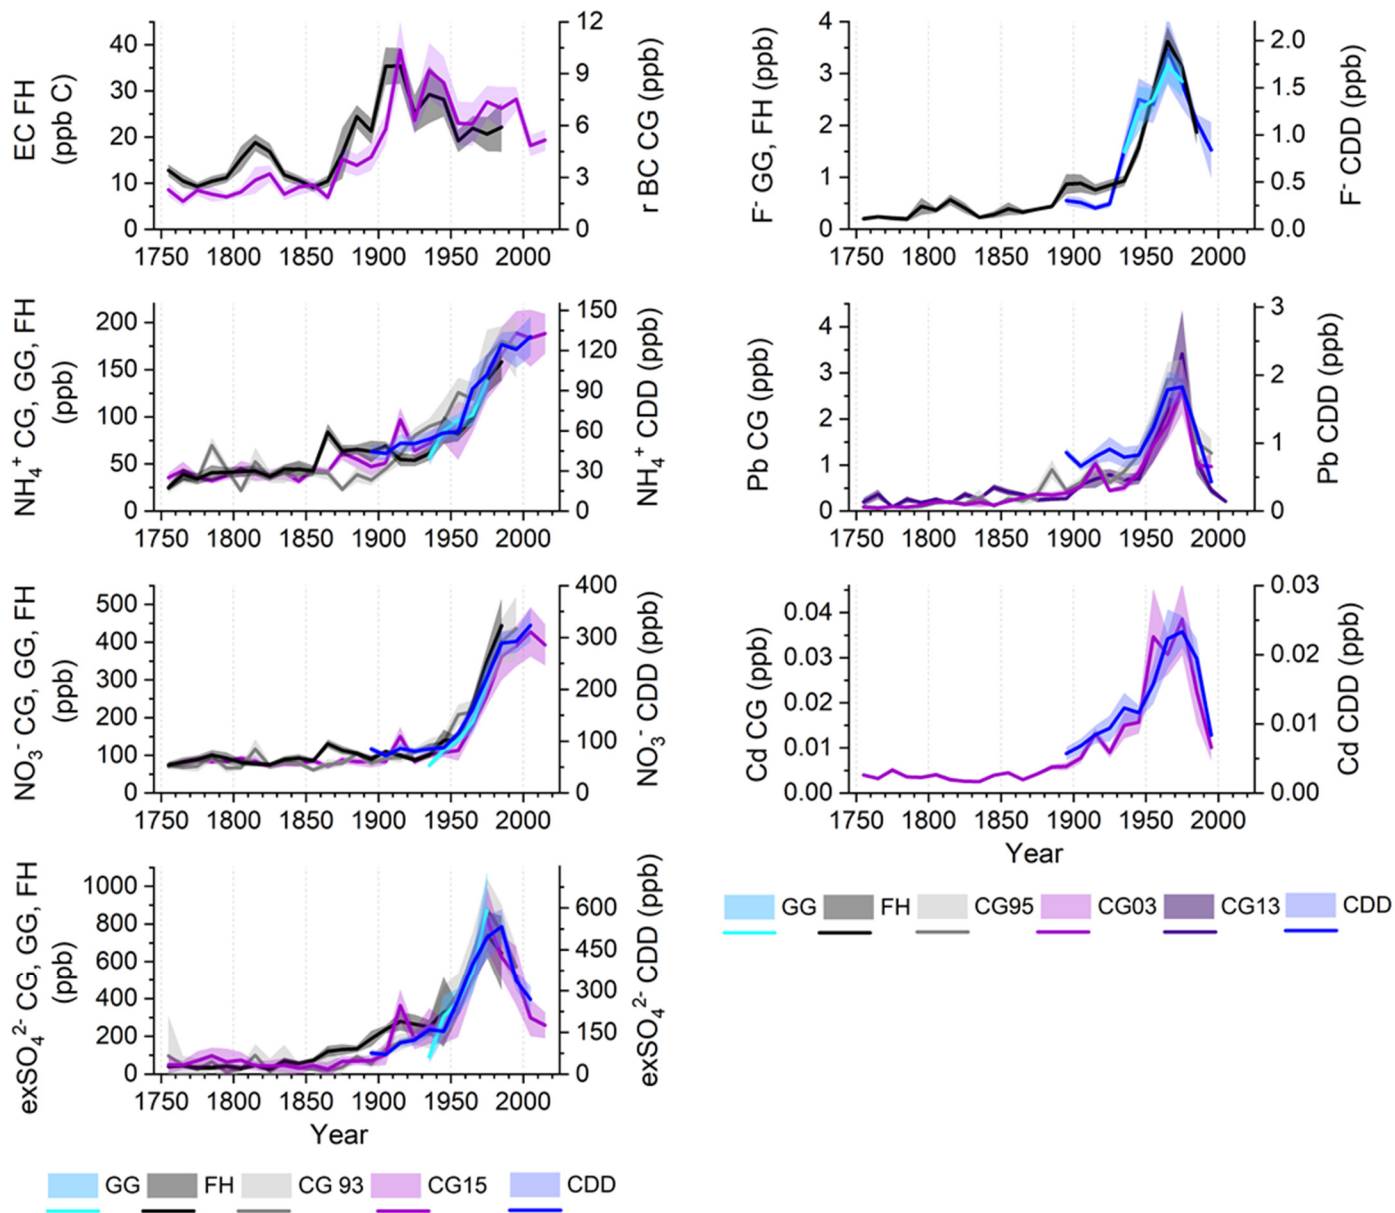 EC FH
(ppb C)
40
30
20
10
0
12
9
6
3
0
r BC CG (ppb)
1750 1800 1850 1900 1950 2000
NH₄⁺ CG, GG, FH
(ppb)
200
150
100
50
0
150
120
90
60
30
0
NH₄⁺ CDD (ppb)
1750 1800 1850 1900 1950 2000
NO₃⁻ CG, GG, FH
(ppb)
500
400
300
200
100
0
400
300
200
100
0
NO₃⁻ CDD (ppb)
1750 1800 1850 1900 1950 2000
exSO₄²⁻ CG, GG, FH
(ppb)
1000
800
600
400
200
0
600
450
300
150
0
exSO₄²⁻ CDD (ppb)
1750 1800 1850 1900 1950 2000
Year
GG FH CG 93 CG15 CDD
F⁻ GG, FH (ppb)
4
3
2
1
0
2.0
1.5
1.0
0.5
0.0
F⁻ CDD (ppb)
1750 1800 1850 1900 1950 2000
Pb CG (ppb)
4
3
2
1
0
3
2
1
0
Pb CDD (ppb)
1750 1800 1850 1900 1950 2000
Cd CG (ppb)
0.04
0.03
0.02
0.01
0.00
0.03
0.02
0.01
0.00
Cd CDD (ppb)
1750 1800 1850 1900 1950 2000
Year
GG FH CG95 CG03 CG13 CDD